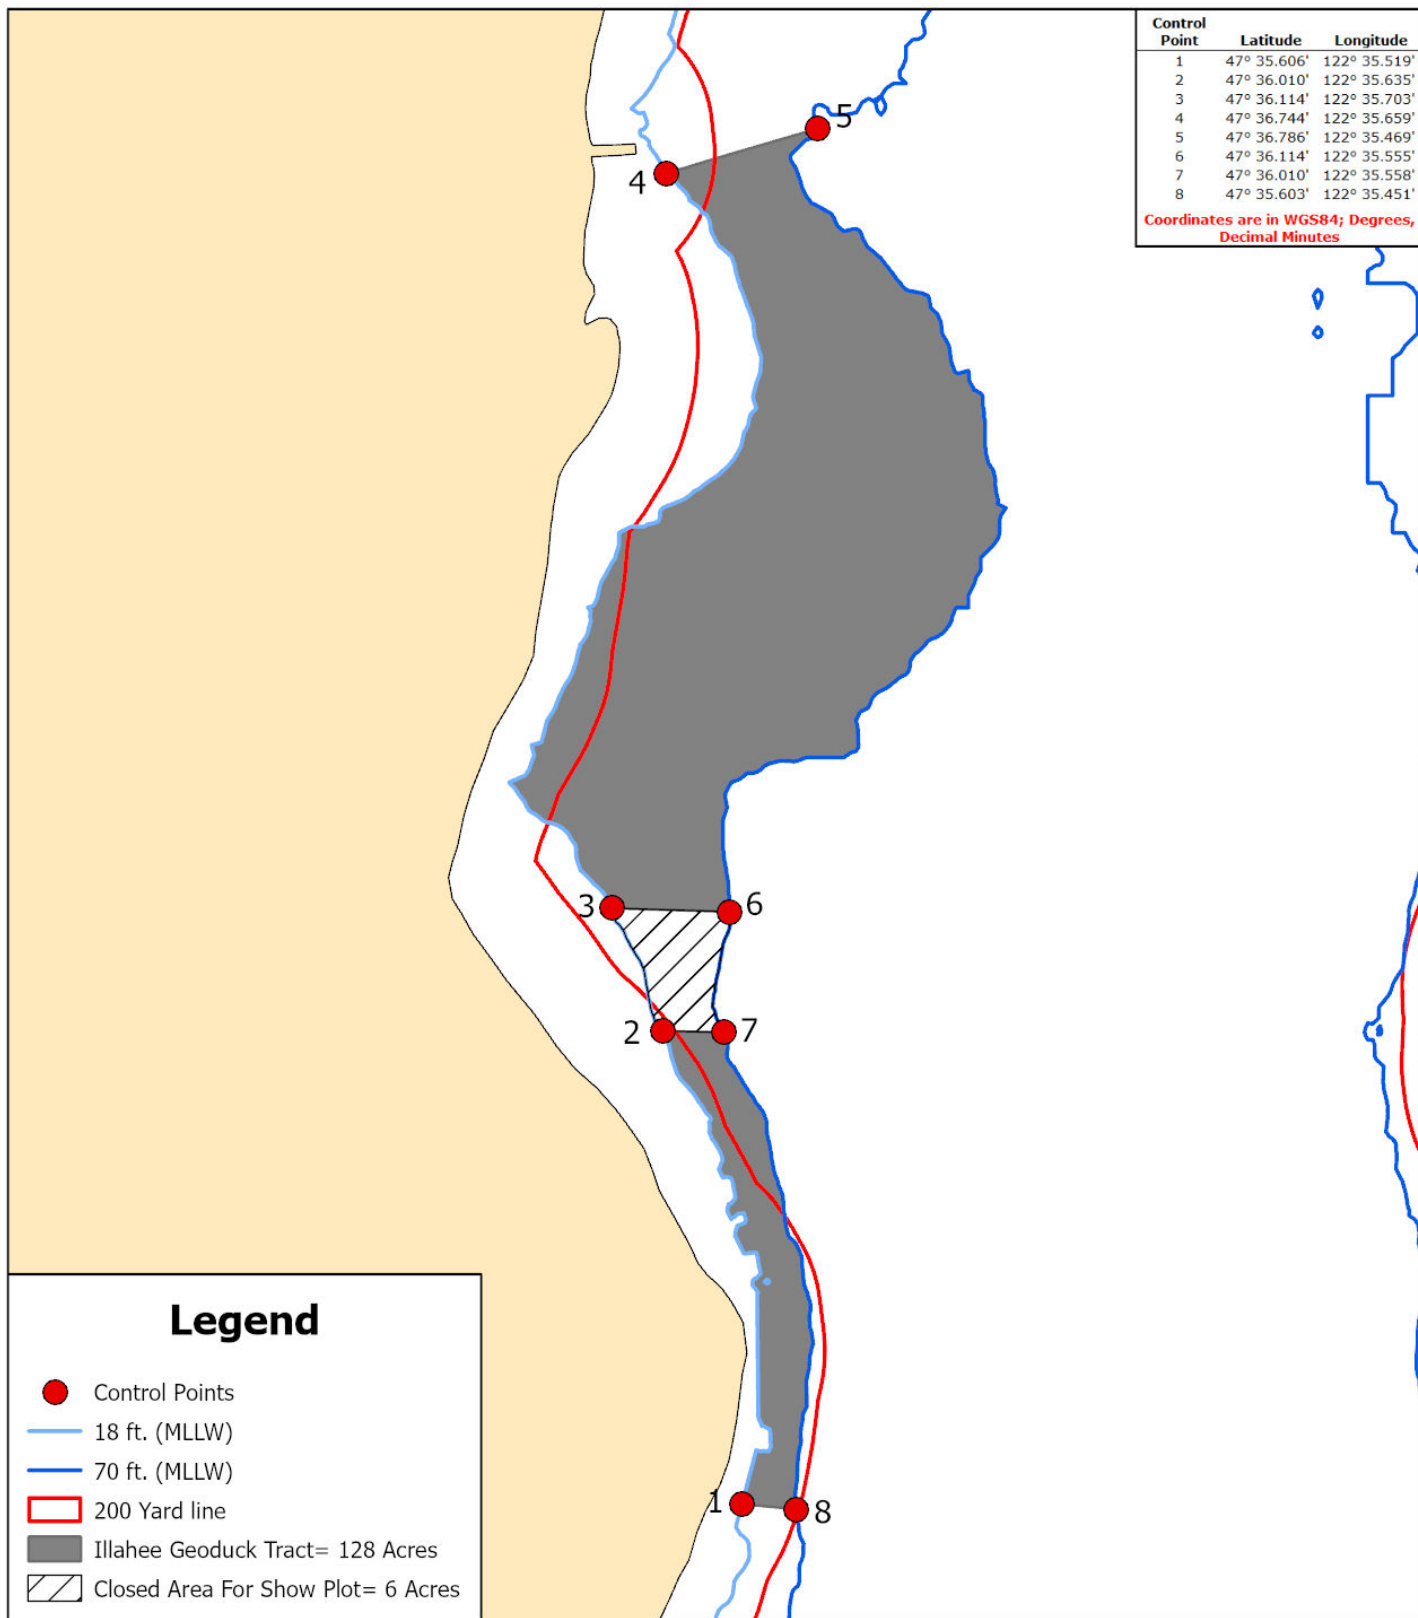 Control
Point Latitude Longitude
1 47° 35.606' 122° 35.519'
2 47° 36.010' 122° 35.635'
3 47° 36.114' 122° 35.703'
4 47° 36.744' 122° 35.659'
5 47° 36.786' 122° 35.469'
6 47° 36.114' 122° 35.555'
7 47° 36.010' 122° 35.558'
8 47° 35.603' 122° 35.451'
Coordinates are in WGS84; Degrees,
Decimal Minutes
5
4
3
6
2
7
1
8
Legend
Control Points
18 ft. (MLLW)
70 ft. (MLLW)
200 Yard line
Illahee Geoduck Tract= 128 Acres
Closed Area For Show Plot= 6 Acres